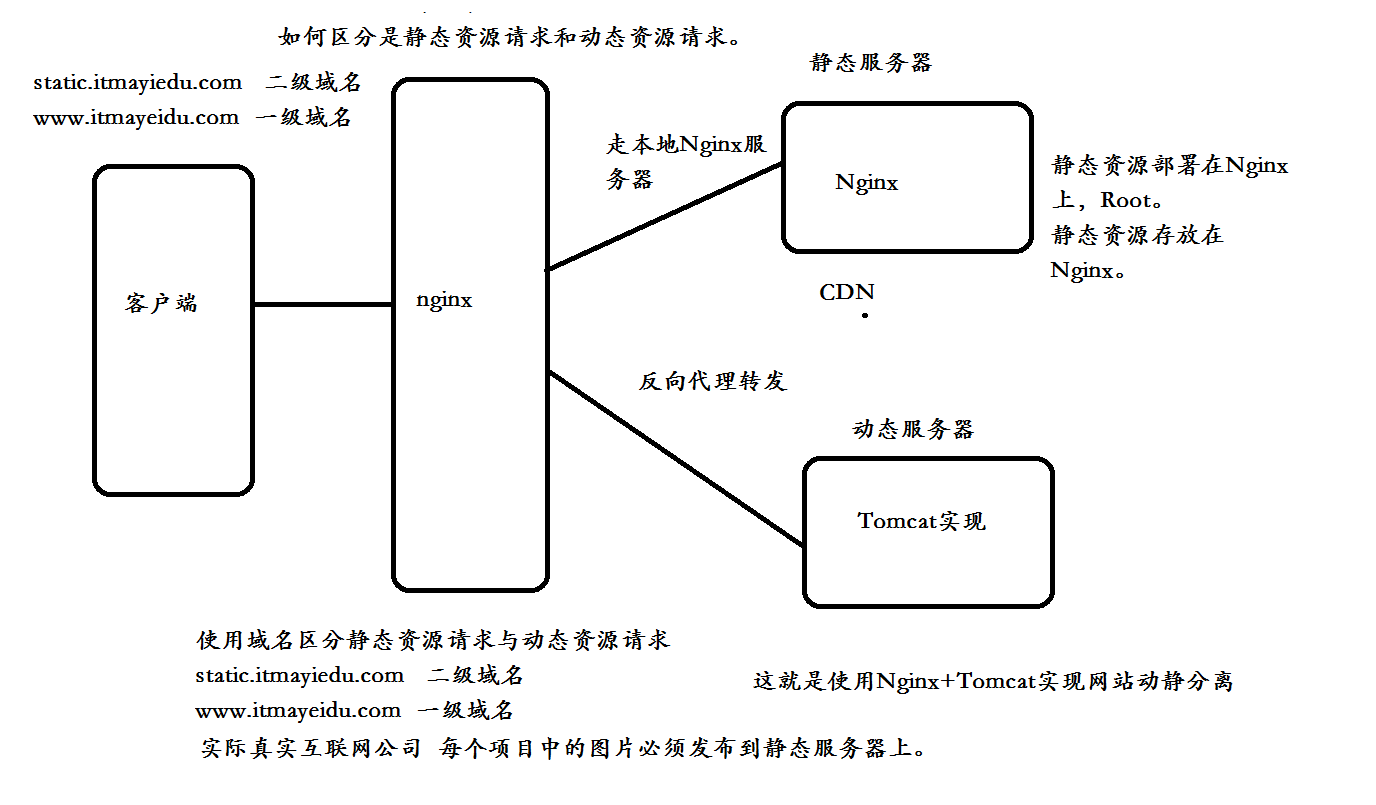 如何区分是静态资源请求和动态资源请求。
static.itmayiedu.com 二级域名
www.itmayeidu.com 一级域名
静态服务器
走本地Nginx服
务器
Nginx
静态资源部署在Nginx
上，Root。
静态资源存放在
Nginx。
客户端
nginx
CDN
反向代理转发
动态服务器
Tomcat实现
使用域名区分静态资源请求与动态资源请求
static.itmayiedu.com 二级域名
www.itmayeidu.com 一级域名
实际真实互联网公司 每个项目中的图片必须发布到静态服务器上。
这就是使用Nginx+Tomcat实现网站动静分离